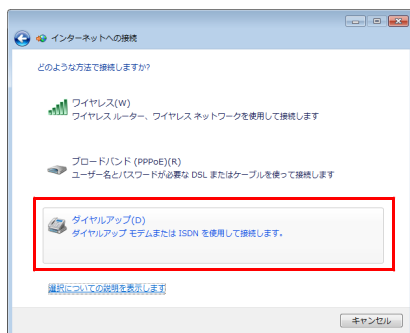 インターネットへの接続
どのような方法で接続しますか?
ワイヤレス(W)
ワイヤレス ルーター、ワイヤレス ネットワークを使用して接続します
ブロードバンド (PPPoE)(R)
ユーザー名とパスワードが必要な DSL またはケーブルを使って接続します
ダイヤルアップ(D)
ダイヤルアップ モデムまたは ISDN を使用して接続します。
選択についての説明を表示します
キャンセル